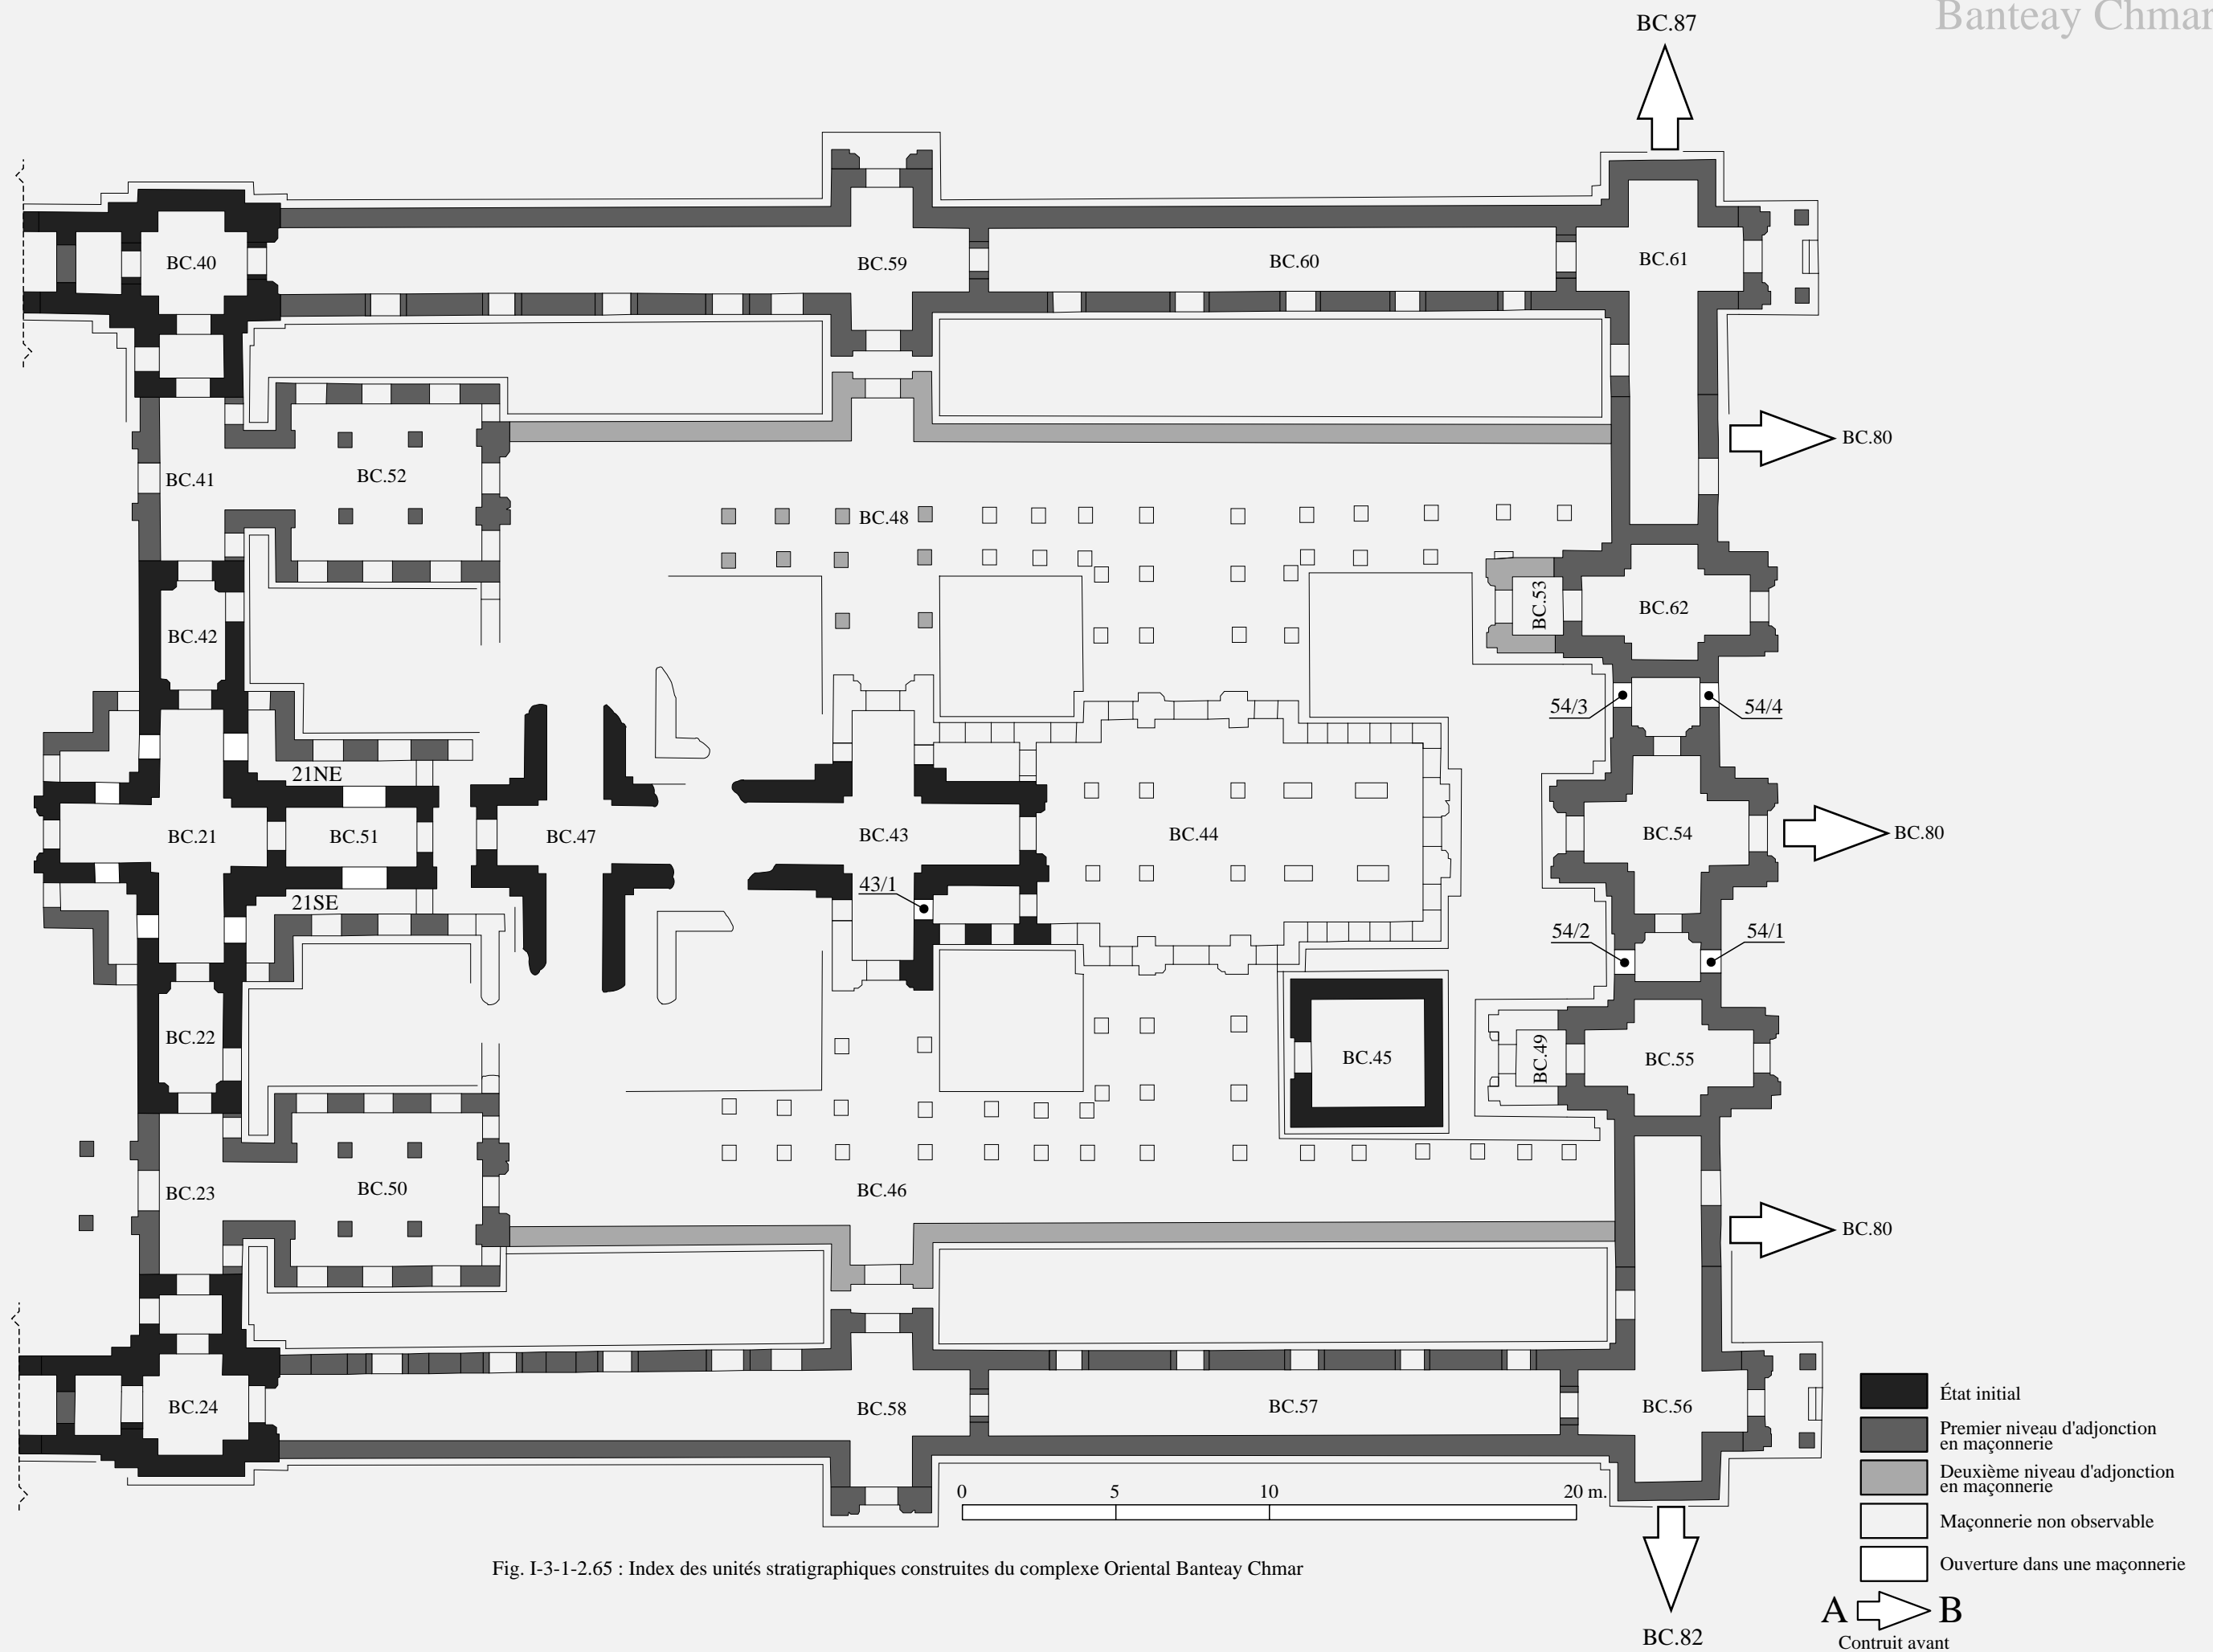 Banteay Chmar
BC.87
BC.40
BC.59
BC.60
BC.61
BC.80
BC.41
BC.52
BC.48
BC.53
BC.62
BC.42
54/3
54/4
21NE
BC.21
BC.51
BC.47
BC.43
BC.44
BC.54
BC.80
43/1
21SE
54/2
54/1
BC.22
BC.45
BC.49
BC.55
BC.23
BC.50
BC.46
BC.80
BC.24
BC.58
BC.57
BC.56
0 5 10 20 m.
État initial
Premier niveau d'adjonction
en maçonnerie
Deuxième niveau d'adjonction
en maçonnerie
Maçonnerie non observable
Ouverture dans une maçonnerie
A B
Contruit avant
BC.82
Fig. I-3-1-2.65 : Index des unités stratigraphiques construites du complexe Oriental Banteay Chmar